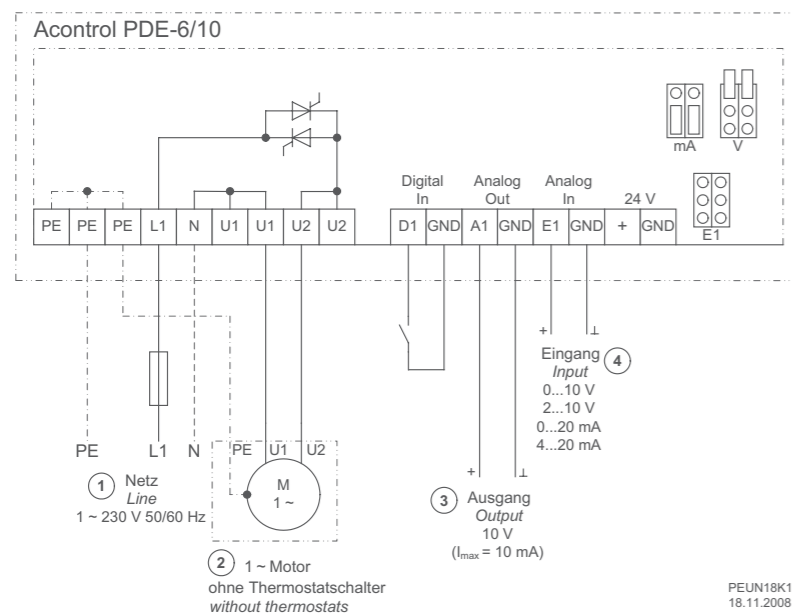 Acontrol PDE-6/10
mA V
Digital In
Analog Out
Analog In
24 V
PE PE PE L1 N U1 U1 U2 U2
D1 GND A1 GND E1 GND + GND
E1
+ ⊥
Eingang
Input
0...10 V
2...10 V
0...20 mA
4...20 mA
4
PE L1 N
PE U1 U2
M
1 ~
1
Netz
Line
1 ~ 230 V 50/60 Hz
+ ⊥
3
Ausgang
Output
10 V
(Imax = 10 mA)
2
1 ~ Motor
ohne Thermostatschalter
without thermostats
PEUN18K1
18.11.2008